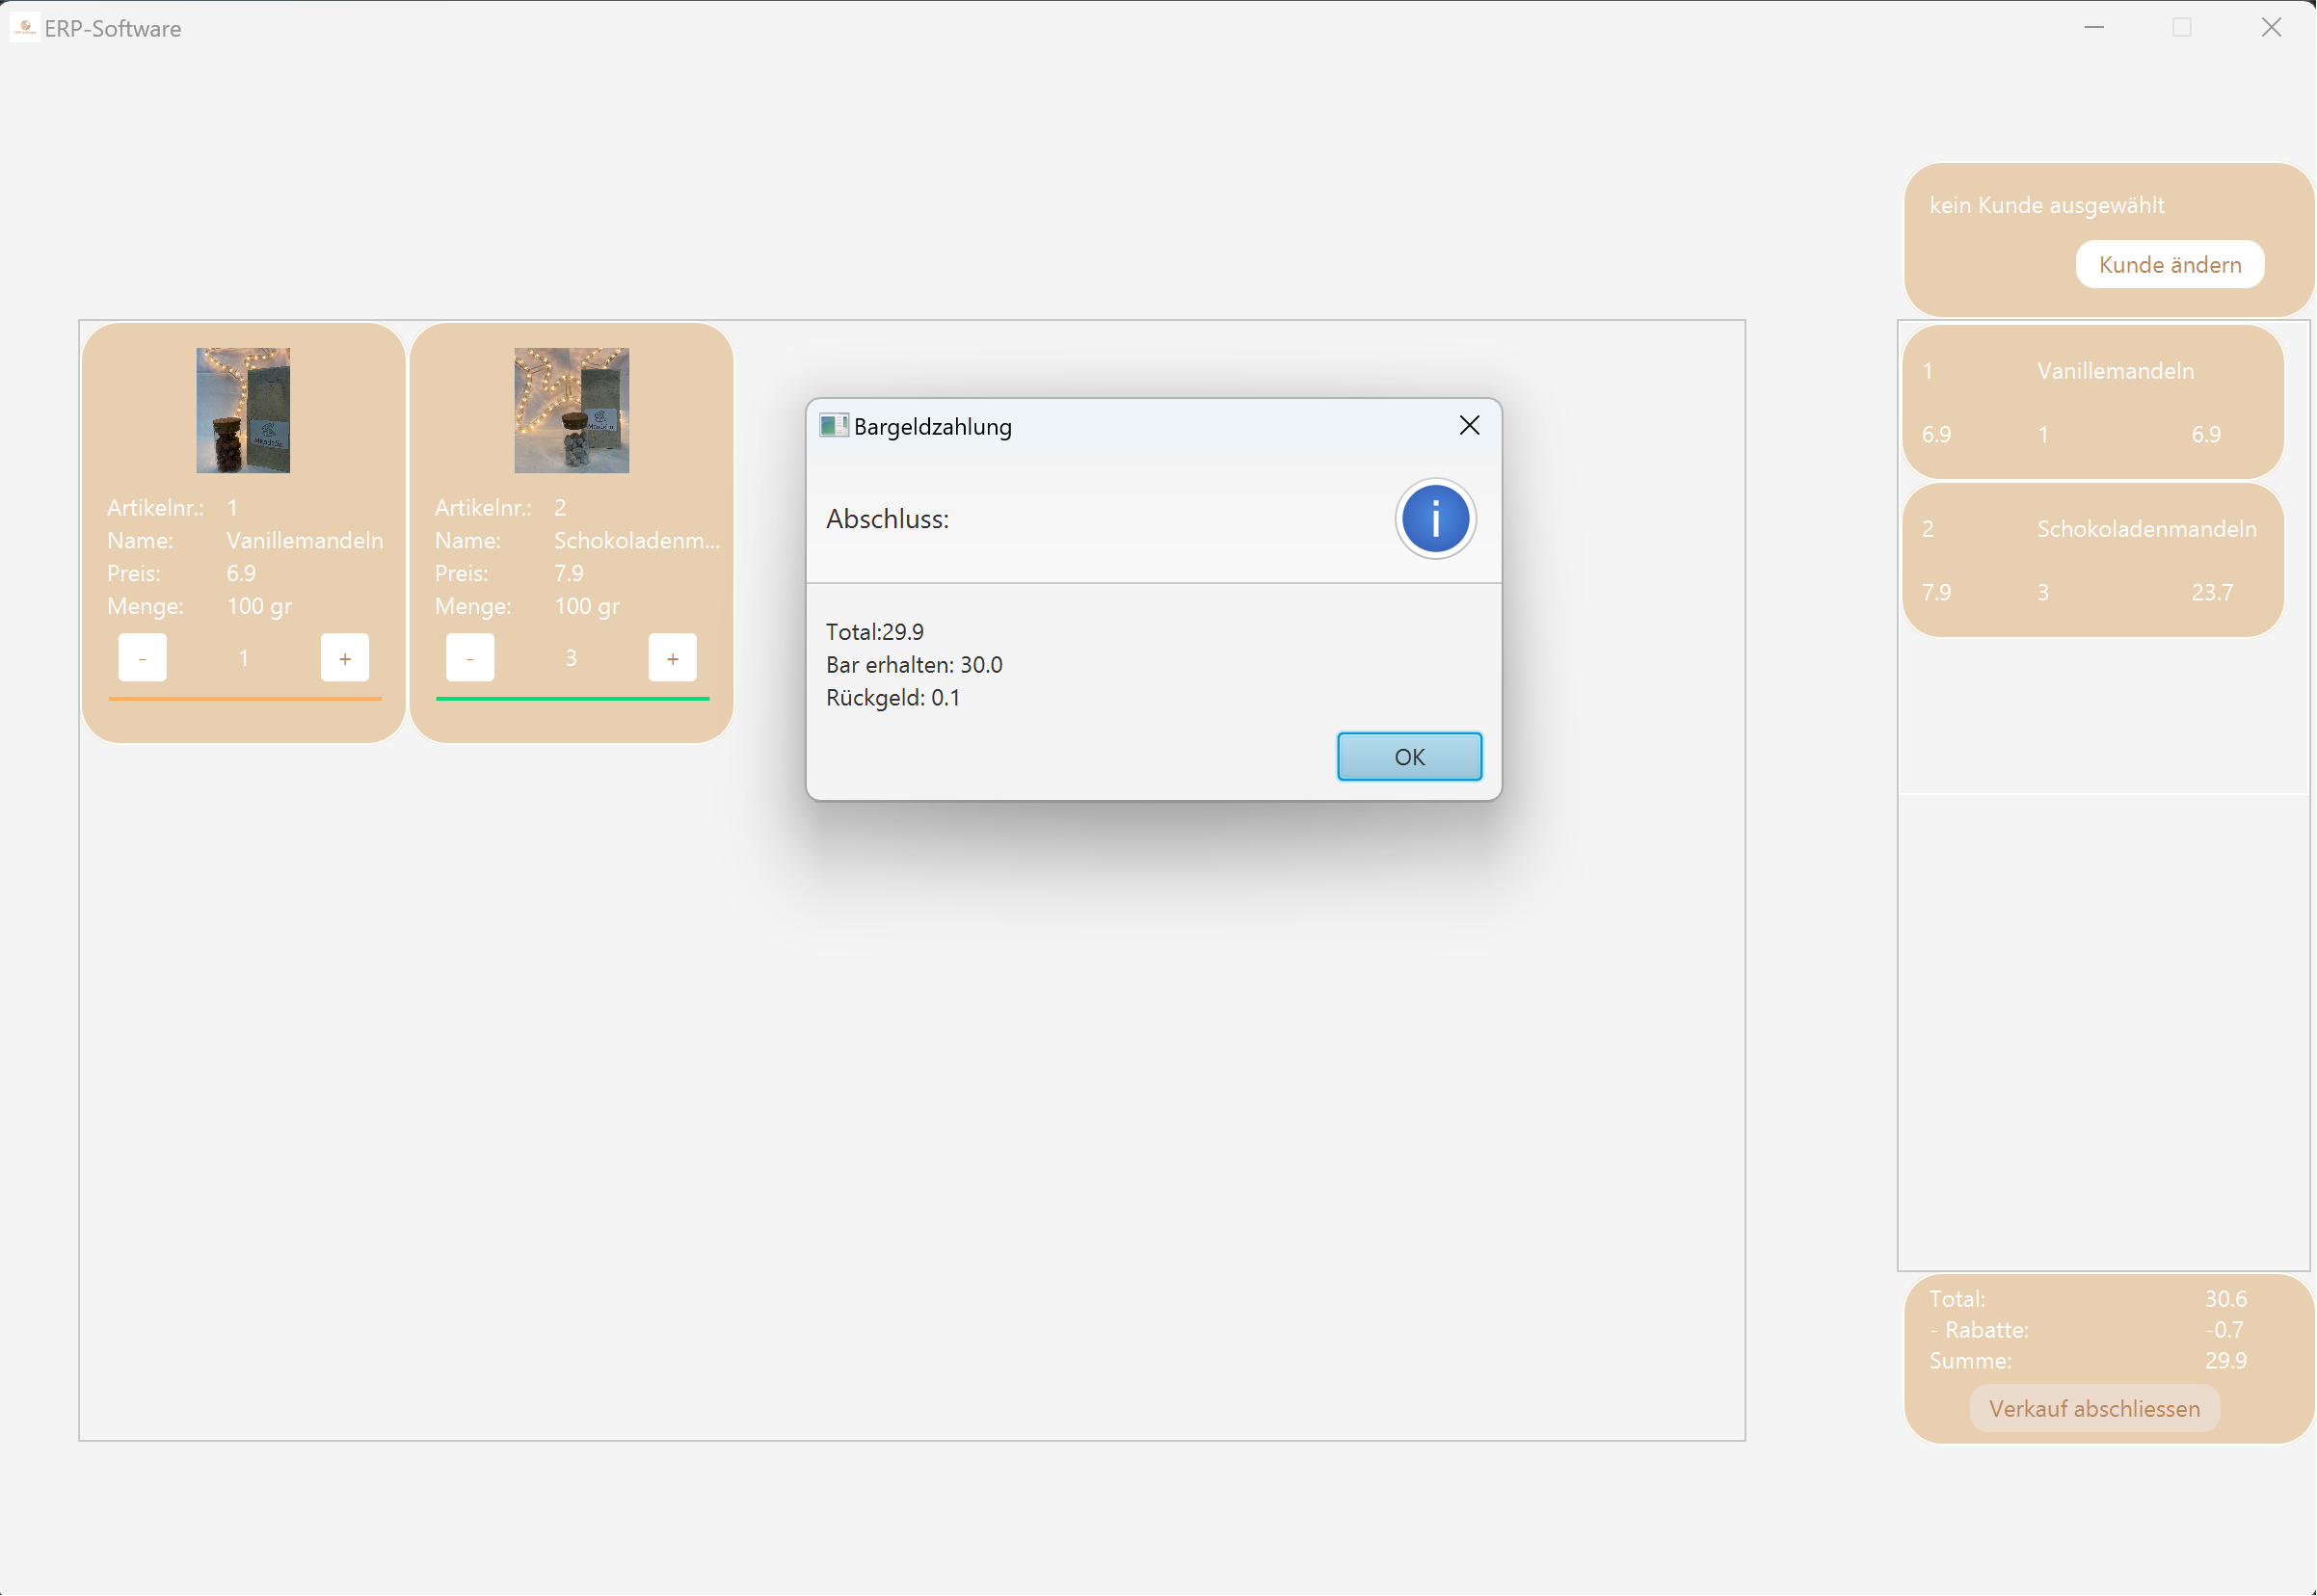 ERP-Software
kein Kunde ausgewählt
Kunde ändern
Artikelnr.: 1
Name: Vanillemandeln
Preis: 6.9
Menge: 100 gr
- 1 +
Artikelnr.: 2
Name: Schokoladenm...
Preis: 7.9
Menge: 100 gr
- 3 +
Bargeldzahlung
Abschluss:
Total:29.9
Bar erhalten: 30.0
Rückgeld: 0.1
OK
1 Vanillemandeln
6.9 1 6.9
2 Schokoladenmandeln
7.9 3 23.7
Total: 30.6
- Rabatte: -0.7
Summe: 29.9
Verkauf abschliessen